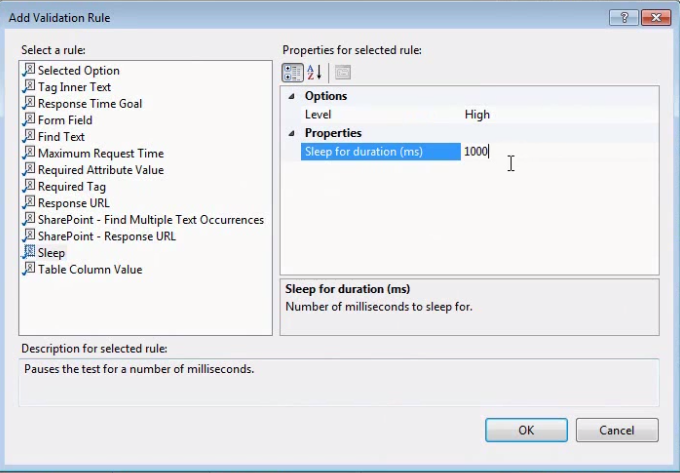 Add Validation Rule
Select a rule:
Selected Option
Tag Inner Text
Response Time Goal
Form Field
Find Text
Maximum Request Time
Required Attribute Value
Required Tag
Response URL
SharePoint - Find Multiple Text Occurrences
SharePoint - Response URL
Sleep
Table Column Value
Properties for selected rule:
Options
Level High
Properties
Sleep for duration (ms) 1000
Sleep for duration (ms)
Number of milliseconds to sleep for.
Description for selected rule:
Pauses the test for a number of milliseconds.
OK Cancel